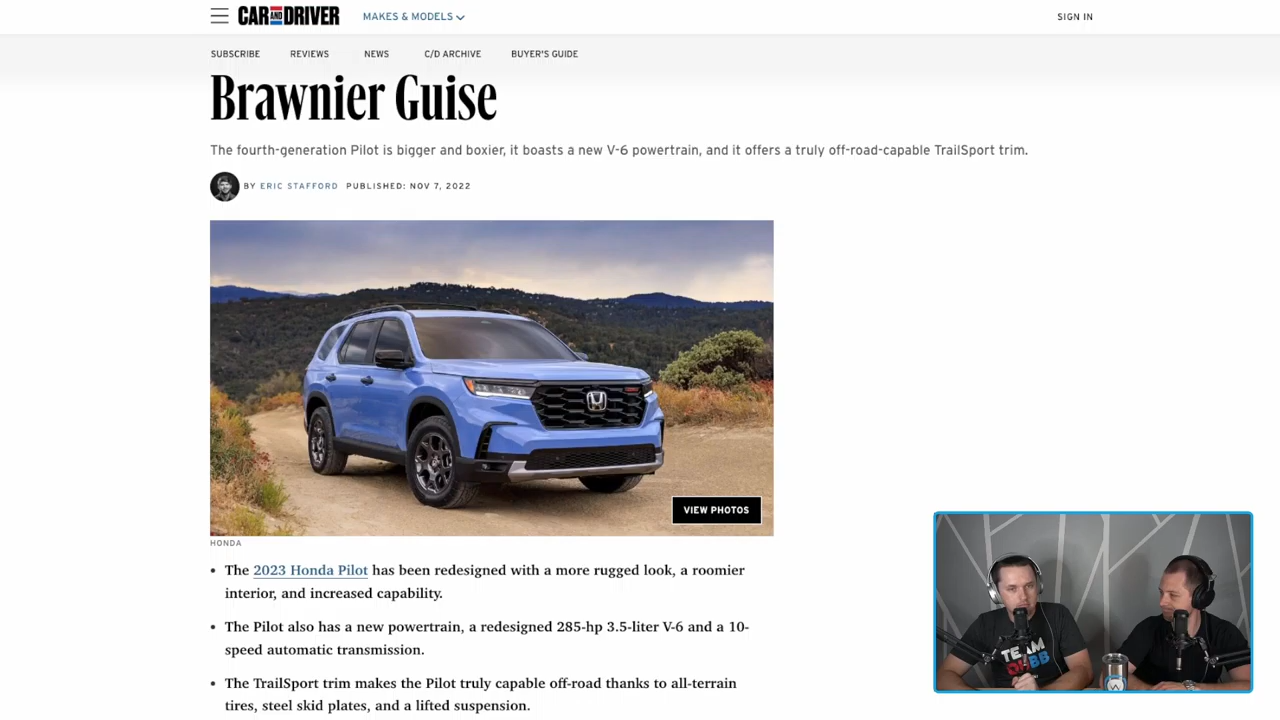 CAR AND DRIVER
MAKES & MODELS
SIGN IN
SUBSCRIBE
REVIEWS
NEWS
C/D ARCHIVE
BUYER'S GUIDE
Brawnier Guise
The fourth-generation Pilot is bigger and boxier, it boasts a new V-6 powertrain, and it offers a truly off-road-capable TrailSport trim.
BY ERIC STAFFORD PUBLISHED: NOV 7, 2022
VIEW PHOTOS
HONDA
• The 2023 Honda Pilot has been redesigned with a more rugged look, a roomier
interior, and increased capability.
• The Pilot also has a new powertrain, a redesigned 285-hp 3.5-liter V-6 and a 10-
speed automatic transmission.
• The TrailSport trim makes the Pilot truly capable off-road thanks to all-terrain
tires, steel skid plates, and a lifted suspension.
TEAM